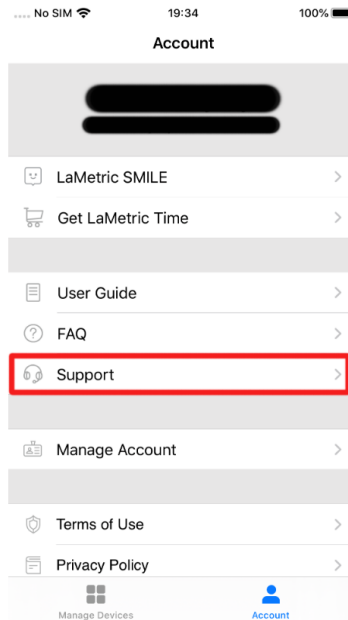 No SIM 19:34 100%
Account
LaMetric SMILE
Get LaMetric Time
User Guide
FAQ
Support
Manage Account
Terms of Use
Privacy Policy
Manage Devices Account